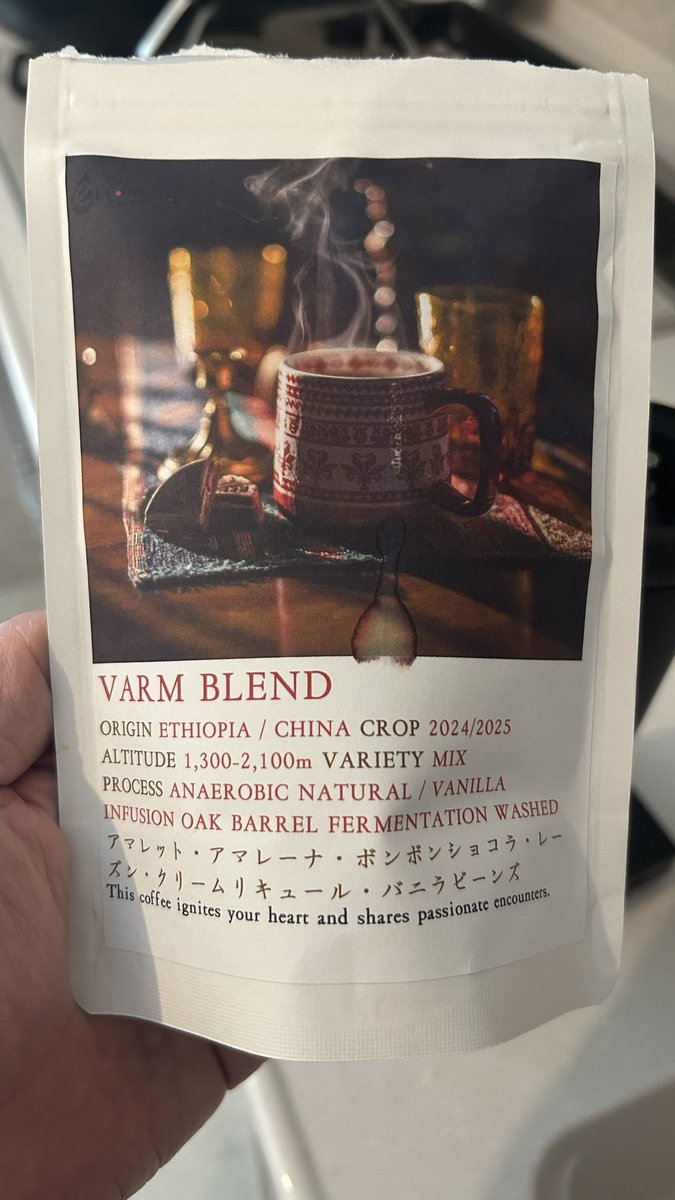 VARM BLEND
ORIGIN ETHIOPIA / CHINA CROP 2024/2025
ALTITUDE 1,300-2,100m VARIETY MIX
PROCESS ANAEROBIC NATURAL / VANILLA
INFUSION OAK BARREL FERMENTATION WASHED
アマレット・アマレーナ・ボンボンショコラ・レー
ズン・クリームリキュール・バニラビーンズ
This coffee ignites your heart and shares passionate encounters.